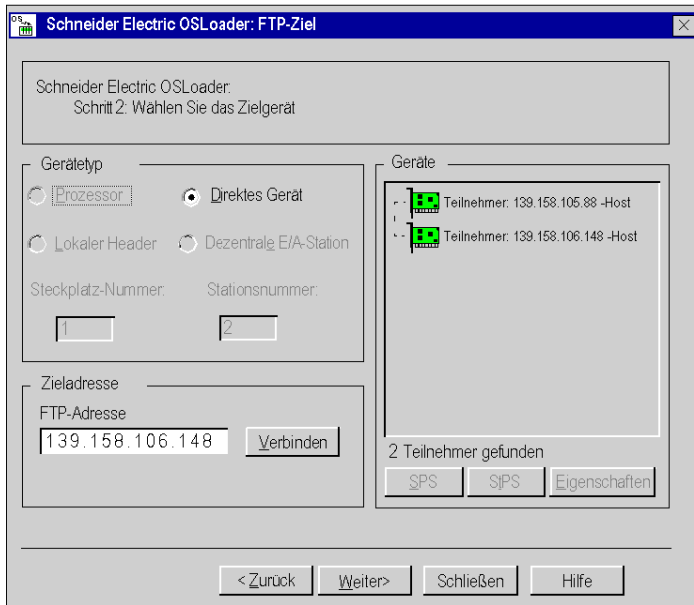 OS
Schneider Electric OSLoader: FTP-Ziel
Schneider Electric OSLoader:
Schritt 2: Wählen Sie das Zielgerät
Gerätetyp
Prozessor
Direktes Gerät
Lokaler Header
Dezentrale E/A-Station
Steckplatz-Nummer:
Stationsnummer:
1
2
Zieladresse
FTP-Adresse
139.158.106.148
Verbinden
Geräte
Teilnehmer: 139.158.105.88 -Host
Teilnehmer: 139.158.106.148 -Host
2 Teilnehmer gefunden
SPS
StPS
Eigenschaften
< Zurück
Weiter>
Schließen
Hilfe